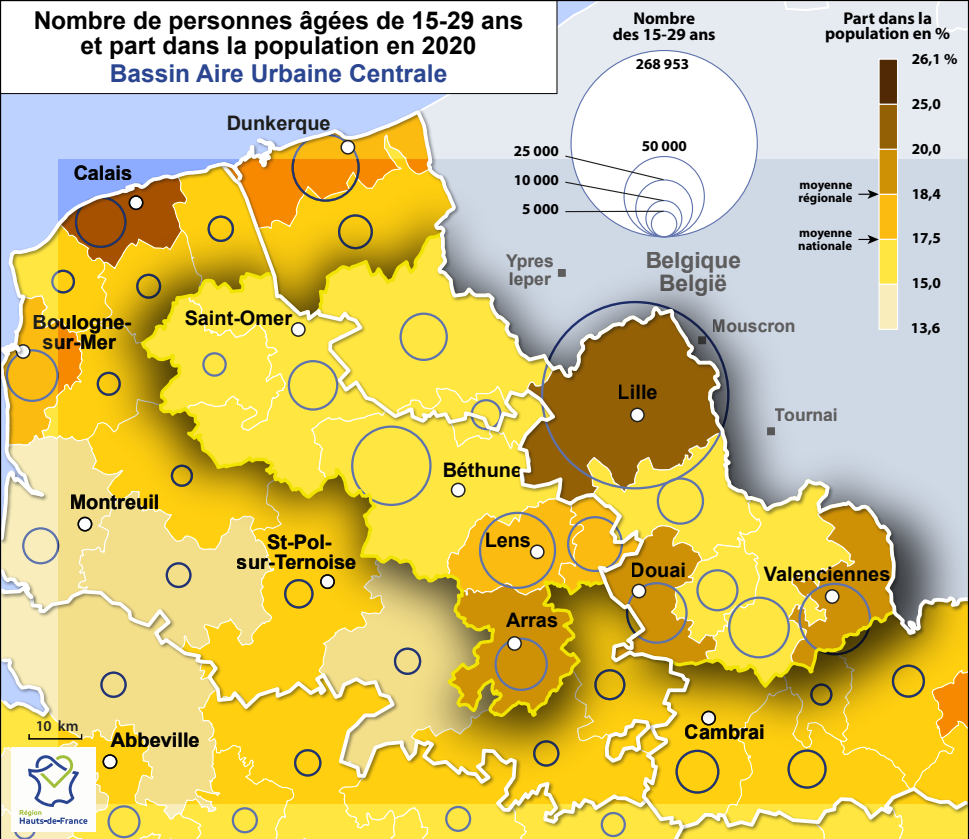 Nombre de personnes âgées de 15-29 ans
et part dans la population en 2020
Bassin Aire Urbaine Centrale
Nombre
des 15-29 ans
268 953
50 000
25 000
10 000
5 000
Part dans la
population en %
26,1 %
25,0
20,0
moyenne
régionale
18,4
moyenne
nationale
17,5
15,0
13,6
Dunkerque
Calais
Ypres
Ieper
Belgique
België
Saint-Omer
Boulogne-
sur-Mer
Mouscron
Lille
Tournai
Béthune
Montreuil
St-Pol-
sur-Ternoise
Lens
Douai
Valenciennes
Arras
Cambrai
10 km
Abbeville
Région
Hauts-de-France